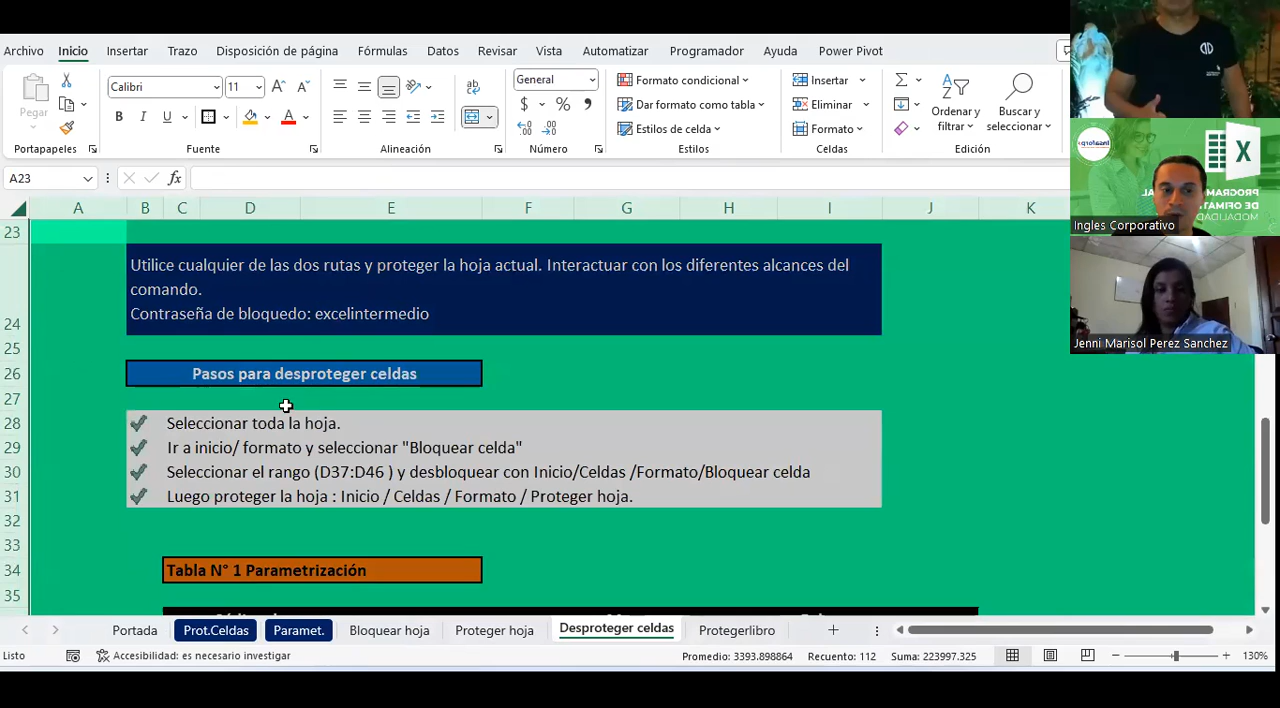 Archivo Inicio Insertar Trazo Disposición de página Fórmulas Datos Revisar Vista Automatizar Programador Ayuda Power Pivot
Pegar
Portapapeles
Calibri 11
N K S
Fuente
Alineación
General
$ % 
Número
Formato condicional
Dar formato como tabla
Estilos de celda
Estilos
Insertar
Eliminar
Formato
Celdas
Ordenar y
filtrar
Buscar y
seleccionar
Edición
A23
fx
A B C D E F G H I J K
23
24
25
26
27
28
29
30
31
32
33
34
35
Utilice cualquier de las dos rutas y proteger la hoja actual. Interactuar con los diferentes alcances del
comando.
Contraseña de bloquedo: excelintermedio
Pasos para desproteger celdas
Seleccionar toda la hoja.
Ir a inicio/ formato y seleccionar "Bloquear celda"
Seleccionar el rango (D37:D46 ) y desbloquear con Inicio/Celdas /Formato/Bloquear celda
Luego proteger la hoja : Inicio / Celdas / Formato / Proteger hoja.
Tabla N° 1 Parametrización
Portada Prot.Celdas Paramet. Bloquear hoja Proteger hoja Desproteger celdas Protegerlibro
Listo Accesibilidad: es necesario investigar Promedio: 3393.898864 Recuento: 112 Suma: 223997.325 130%
Ingles Corporativo
Jenni Marisol Perez Sanchez